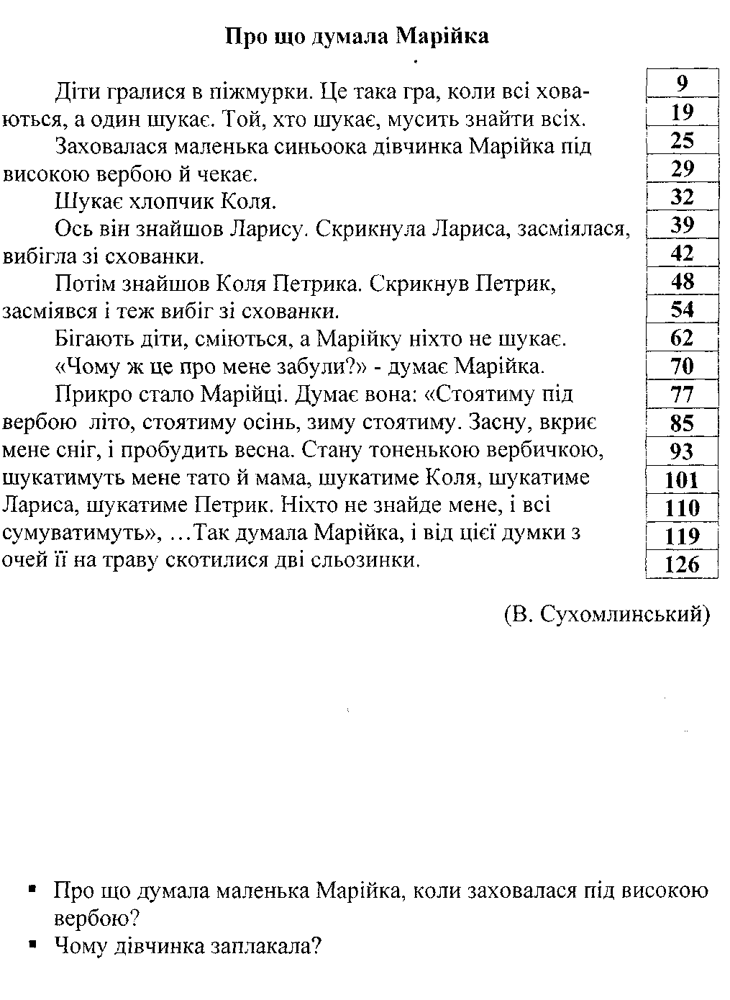 Про що думала Марійка
Діти гралися в піжмурки. Це така гра, коли всі хова- 9
ються, а один шукає. Той, хто шукає, мусить знайти всіх. 19
Заховалася маленька синьоока дівчинка Марійка під 25
високою вербою й чекає. 29
Шукає хлопчик Коля. 32
Ось він знайшов Ларису. Скрикнула Лариса, засміялася, 39
вибігла зі схованки. 42
Потім знайшов Коля Петрика. Скрикнув Петрик, 48
засміявся і теж вибіг зі схованки. 54
Бігають діти, сміються, а Марійку ніхто не шукає. 62
«Чому ж це про мене забули?» - думає Марійка. 70
Прикро стало Марійці. Думає вона: «Стоятиму під 77
вербою літо, стоятиму осінь, зиму стоятиму. Засну, вкриє 85
мене сніг, і пробудить весна. Стану тоненькою вербичкою, 93
шукатимуть мене тато й мама, шукатиме Коля, шукатиме 101
Лариса, шукатиме Петрик. Ніхто не знайде мене, і всі 110
сумуватимуть», …Так думала Марійка, і від цієї думки з 119
очей її на траву скотилися дві сльозинки. 126
(В. Сухомлинський)
▪ Про що думала маленька Марійка, коли заховалася під високою
вербою?
▪ Чому дівчинка заплакала?